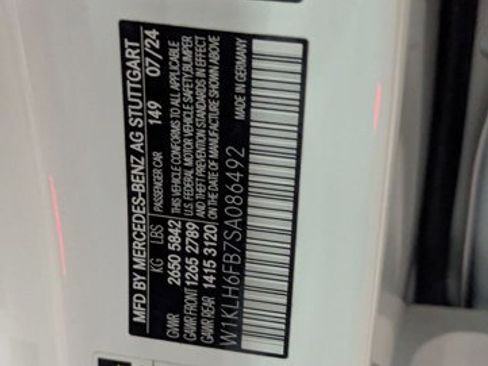 MFD BY MERCEDES-BENZ AG STUTTGART
KG LBS PASSENGER CAR 149 07/24
GVWR 2650 5842 THIS VEHICLE CONFORMS TO ALL APPLICABLE
GAWR FRONT 1265 2789 U.S. FEDERAL MOTOR VEHICLE SAFETY,BUMPER
AND THEFT PREVENTION STANDARDS IN EFFECT
GAWR REAR 1415 3120 ON THE DATE OF MANUFACTURE SHOWN ABOVE
W1KLH6FB7SA086492 MADE IN GERMANY